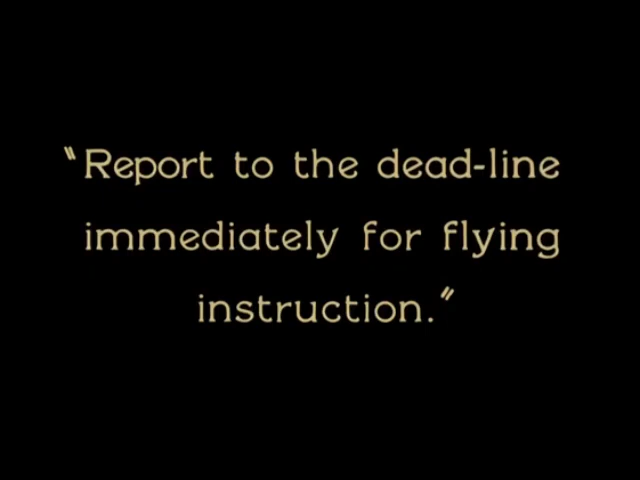 "Report to the dead-line
immediately for flying
instruction."